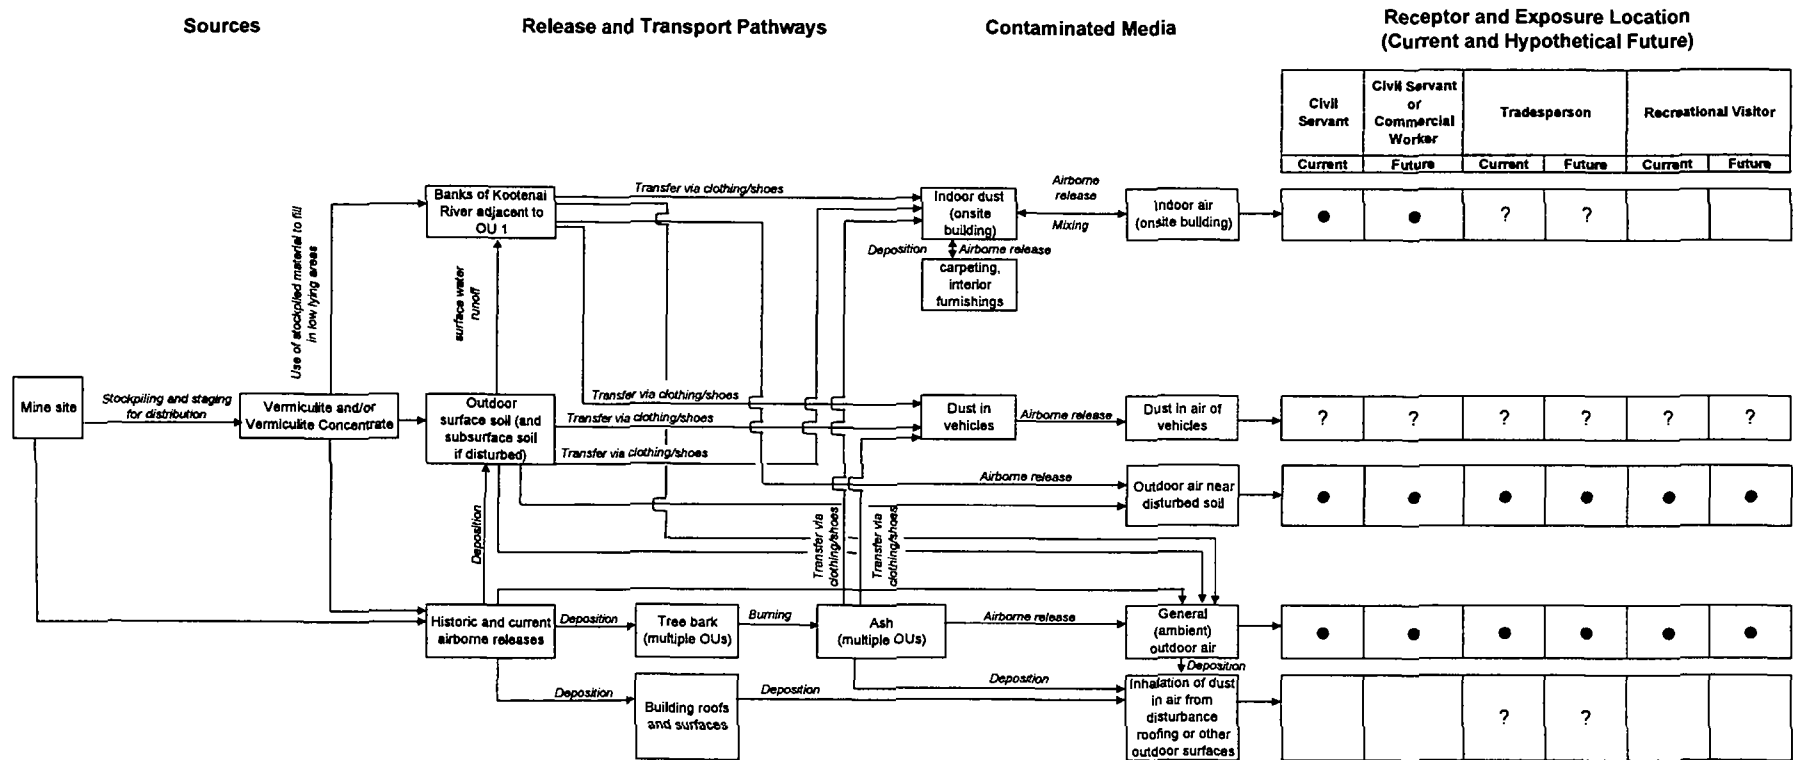 Sources
Release and Transport Pathways
Contaminated Media
Receptor and Exposure Location
(Current and Hypothetical Future)
Civil
Servant
Civil Servant
or
Commercial
Worker
Tradesperson
Recreational Visitor
Current
Future
Current
Future
Current
Future
Banks of Kootenai
River adjacent to
OU 1
Transfer via clothing/shoes
Indoor dust
(onsite
building)
Airborne
release
Mixing
Indoor air
(onsite building)
●
●
?
?
Deposition
Airborne release
carpeting,
interior
furnishings
Use of stockpiled material to fill
in low lying areas
surface water
runoff
Mine site
Stockpiling and staging
for distribution
Vermiculite and/or
Vermiculite Concentrate
Outdoor
surface soil (and
subsurface soil
if disturbed)
Transfer via clothing/shoes
Transfer via clothing/shoes
Transfer via clothing/shoes
Dust in
vehicles
Airborne release
Dust in air of
vehicles
?
?
?
?
?
?
Airborne release
Outdoor air near
disturbed soil
●
●
●
●
●
●
Deposition
Transfer via
clothing/shoes
Transfer via
clothing/shoes
Historic and current
airborne releases
Deposition
Tree bark
(multiple OUs)
Burning
Ash
(multiple OUs)
Airborne release
General
(ambient)
outdoor air
●
●
●
●
●
●
Deposition
Deposition
Building roofs
and surfaces
Deposition
Deposition
Inhalation of dust
in air from
disturbance
roofing or other
outdoor surfaces
?
?